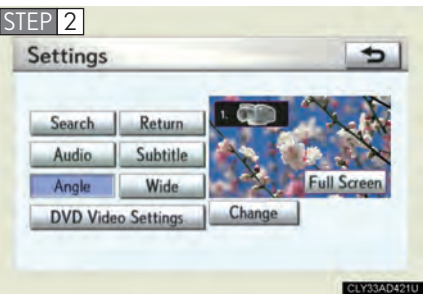 STEP 2
Settings
Search Return
1.
Audio Subtitle
Angle Wide
Full Screen
DVD Video Settings Change
CLY33AD421U